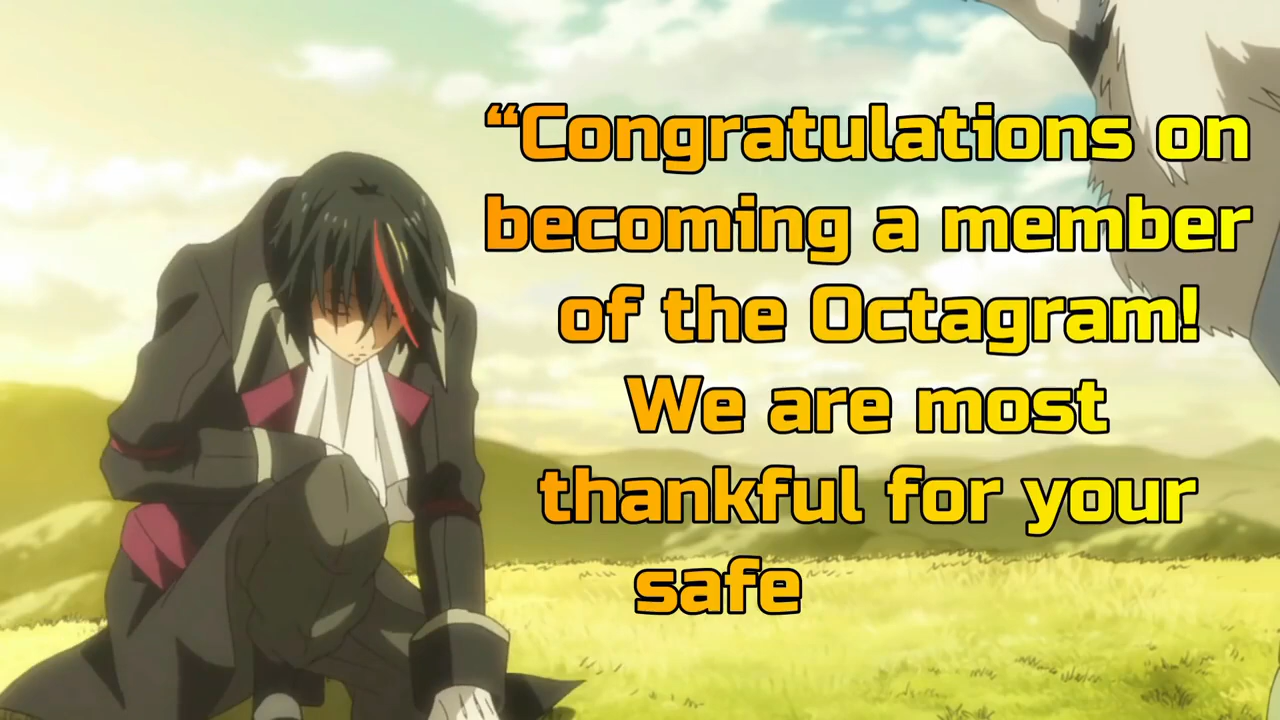 “Congratulations on
becoming a member
of the Octagram!
We are most
thankful for your
safe